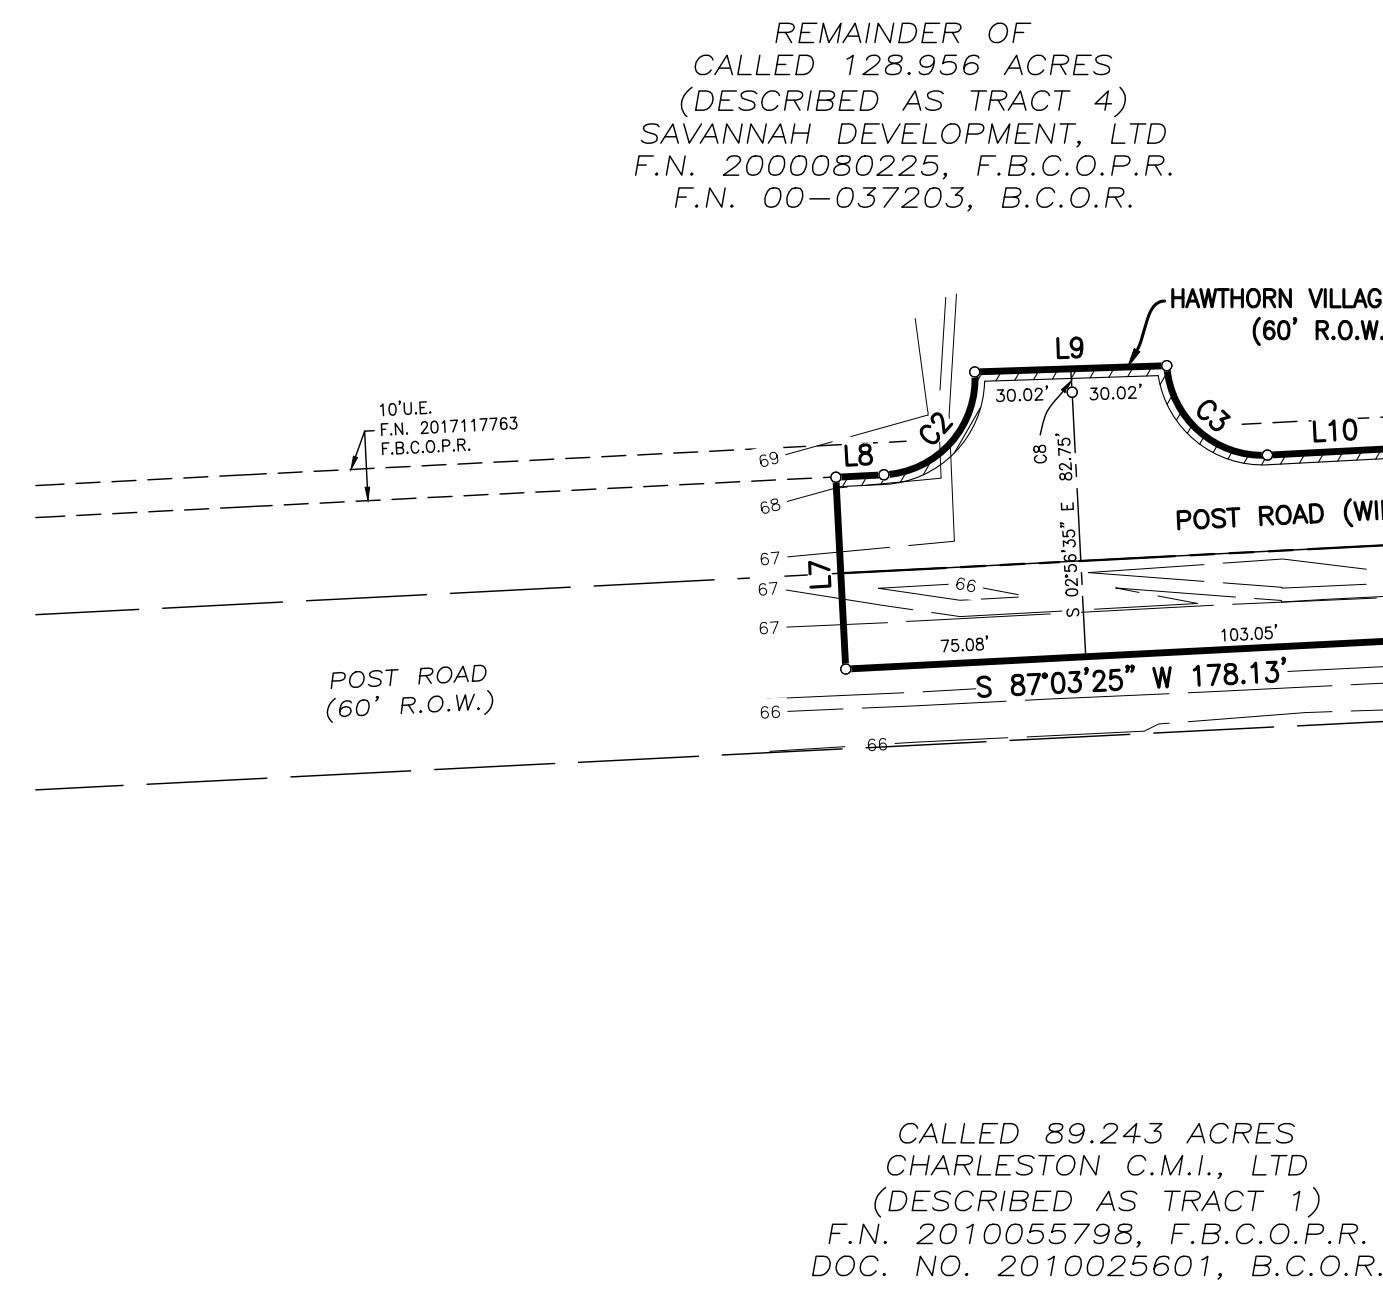 REMAINDER OF
CALLED 128.956 ACRES
(DESCRIBED AS TRACT 4)
SAVANNAH DEVELOPMENT, LTD
F.N. 2000080225, F.B.C.O.P.R.
F.N. 00-037203, B.C.O.R.
HAWTHORN VILLAG
(60' R.O.W.
L9
30.02'
30.02'
C2
C3
C8
L10
10'U.E.
F.N. 2017117763
F.B.C.O.P.R.
69
L8
68
S 02°56'35" E 82.75'
POST ROAD (WI
67
L7
67
66
67
75.08'
103.05'
S 87°03'25" W 178.13'
POST ROAD
(60' R.O.W.)
66
66
CALLED 89.243 ACRES
CHARLESTON C.M.I., LTD
(DESCRIBED AS TRACT 1)
F.N. 2010055798, F.B.C.O.P.R.
DOC. NO. 2010025601, B.C.O.R.